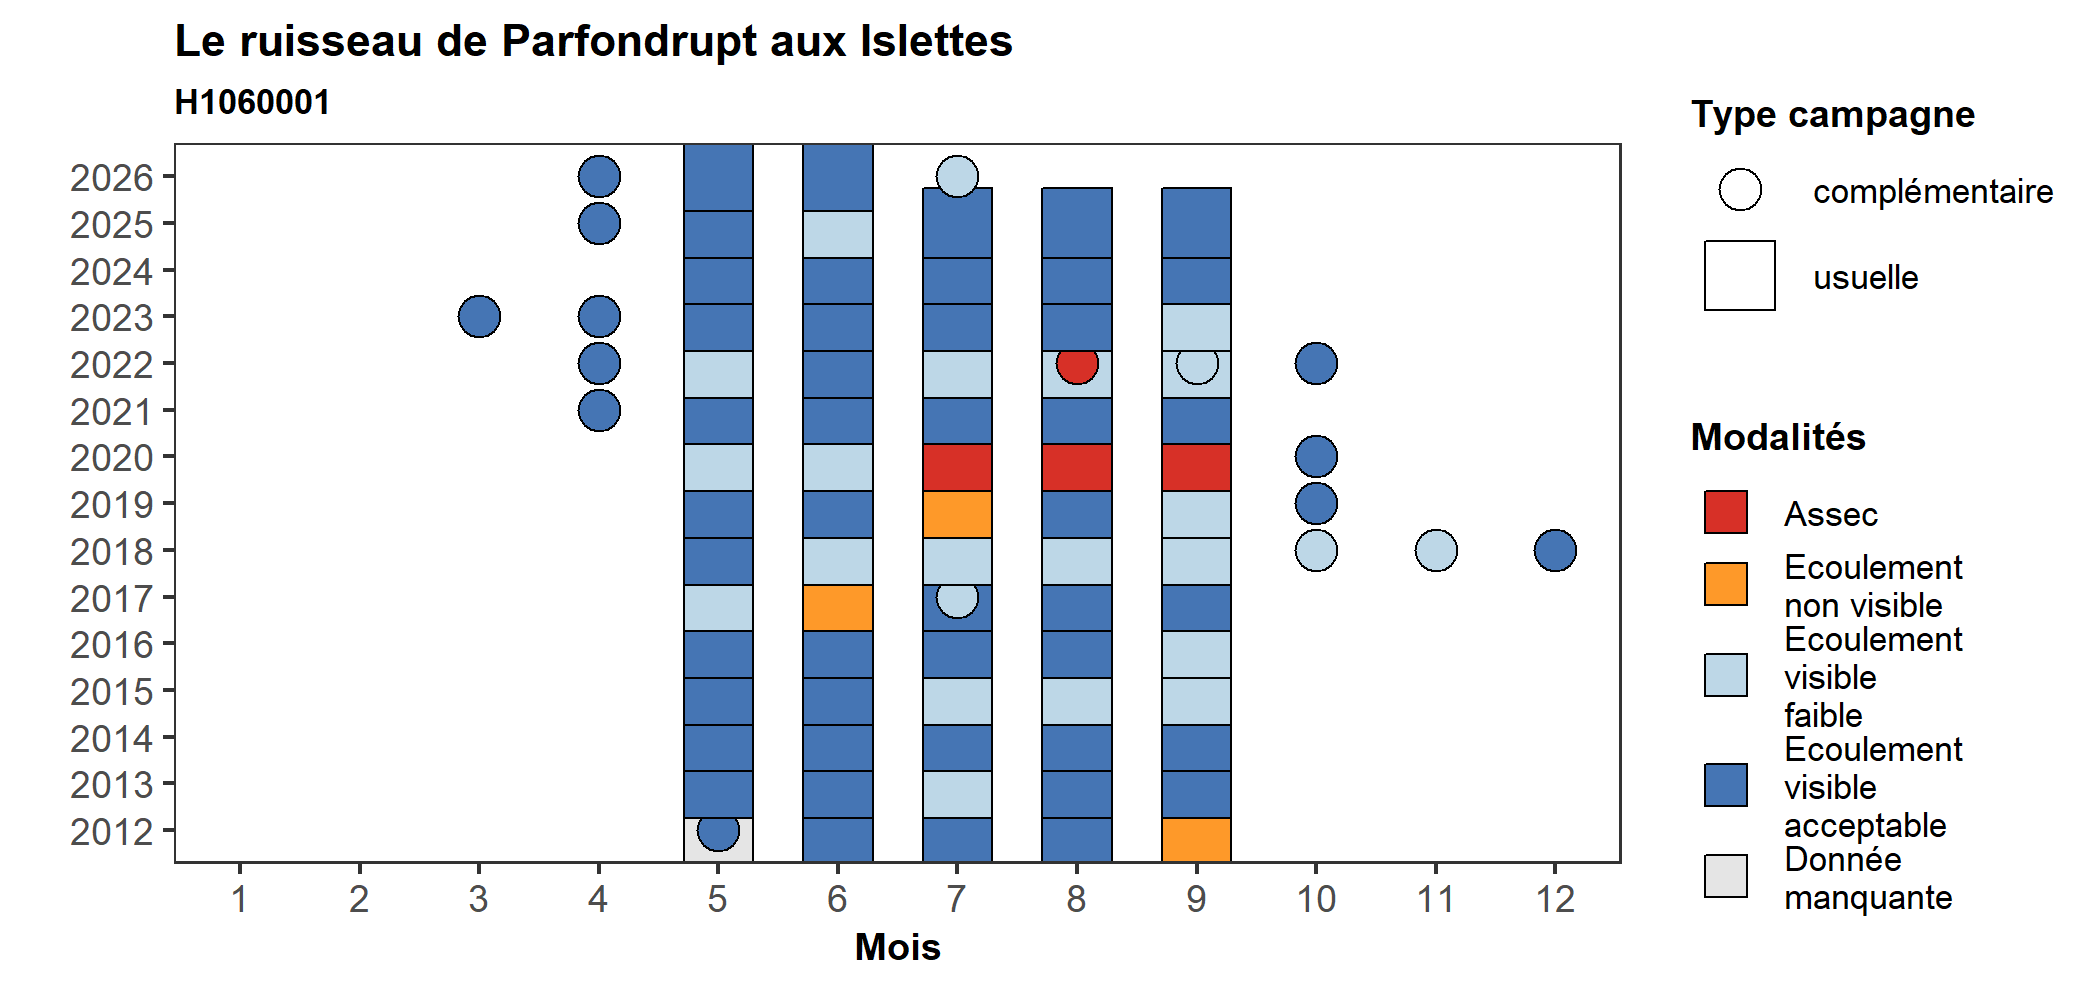 Le ruisseau de Parfondrupt aux Islettes
H1060001
2026
2025
2024
2023
2022
2021
2020
2019
2018
2017
2016
2015
2014
2013
2012
1 2 3 4 5 6 7 8 9 10 11 12
Mois
Type campagne
complémentaire
usuelle
Modalités
Assec
Ecoulement
non visible
Ecoulement
visible
faible
Ecoulement
visible
acceptable
Donnée
manquante